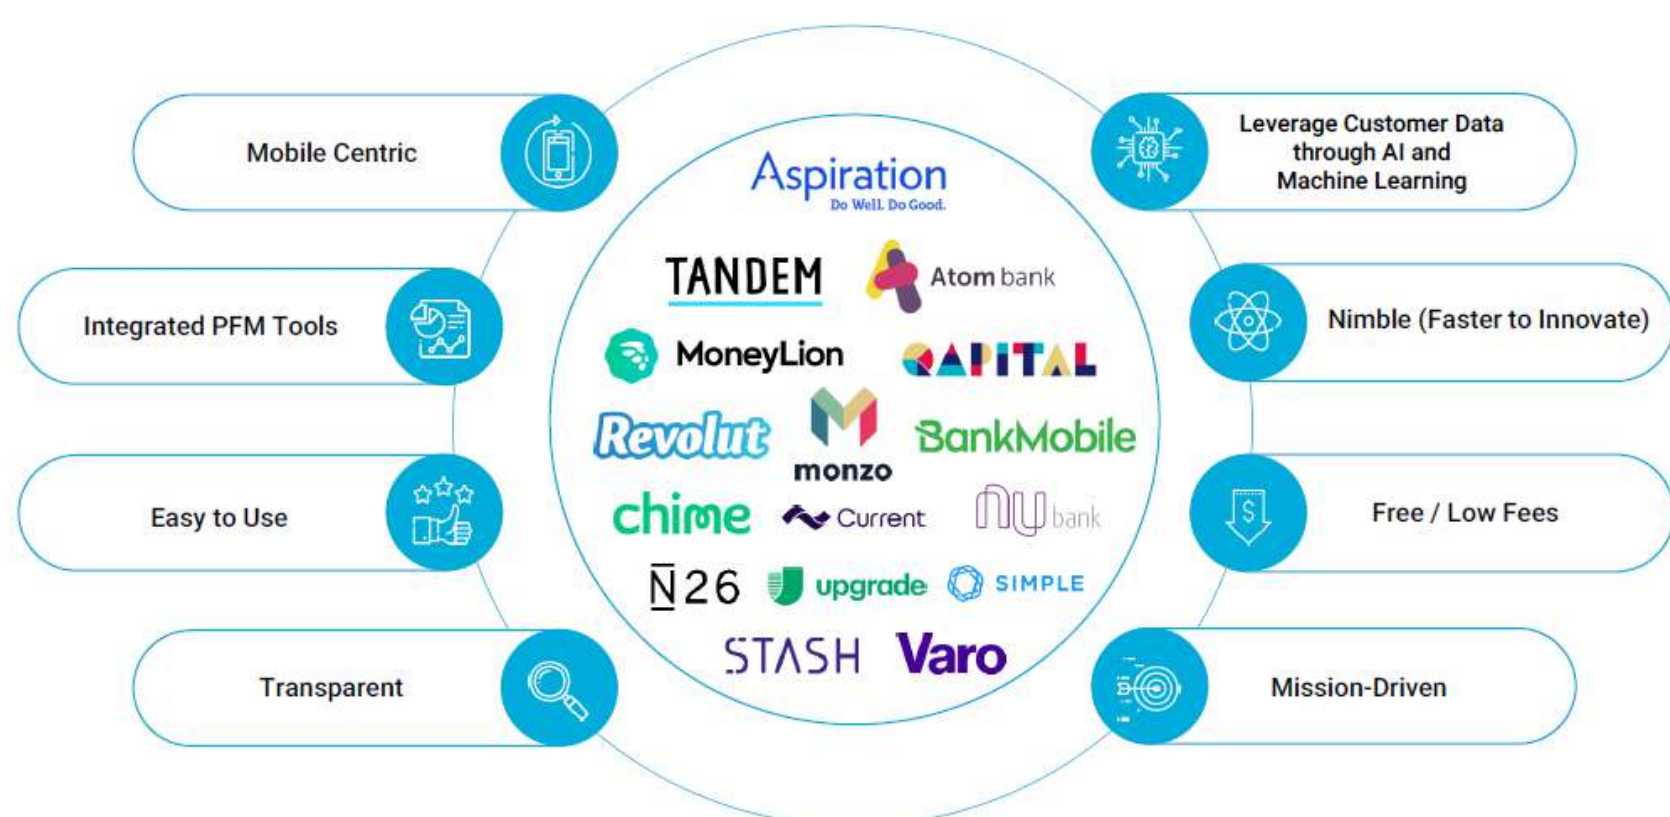 Mobile Centric
Integrated PFM Tools
Easy to Use
Transparent
Aspiration
Do Well. Do Good.
TANDEM
Atom bank
MoneyLion
QAPITAL
Revolut
monzo
BankMobile
chime
Current
NU bank
N26
upgrade
SIMPLE
STASH
Varo
Leverage Customer Data
through AI and
Machine Learning
Nimble (Faster to Innovate)
$
Free / Low Fees
Mission-Driven